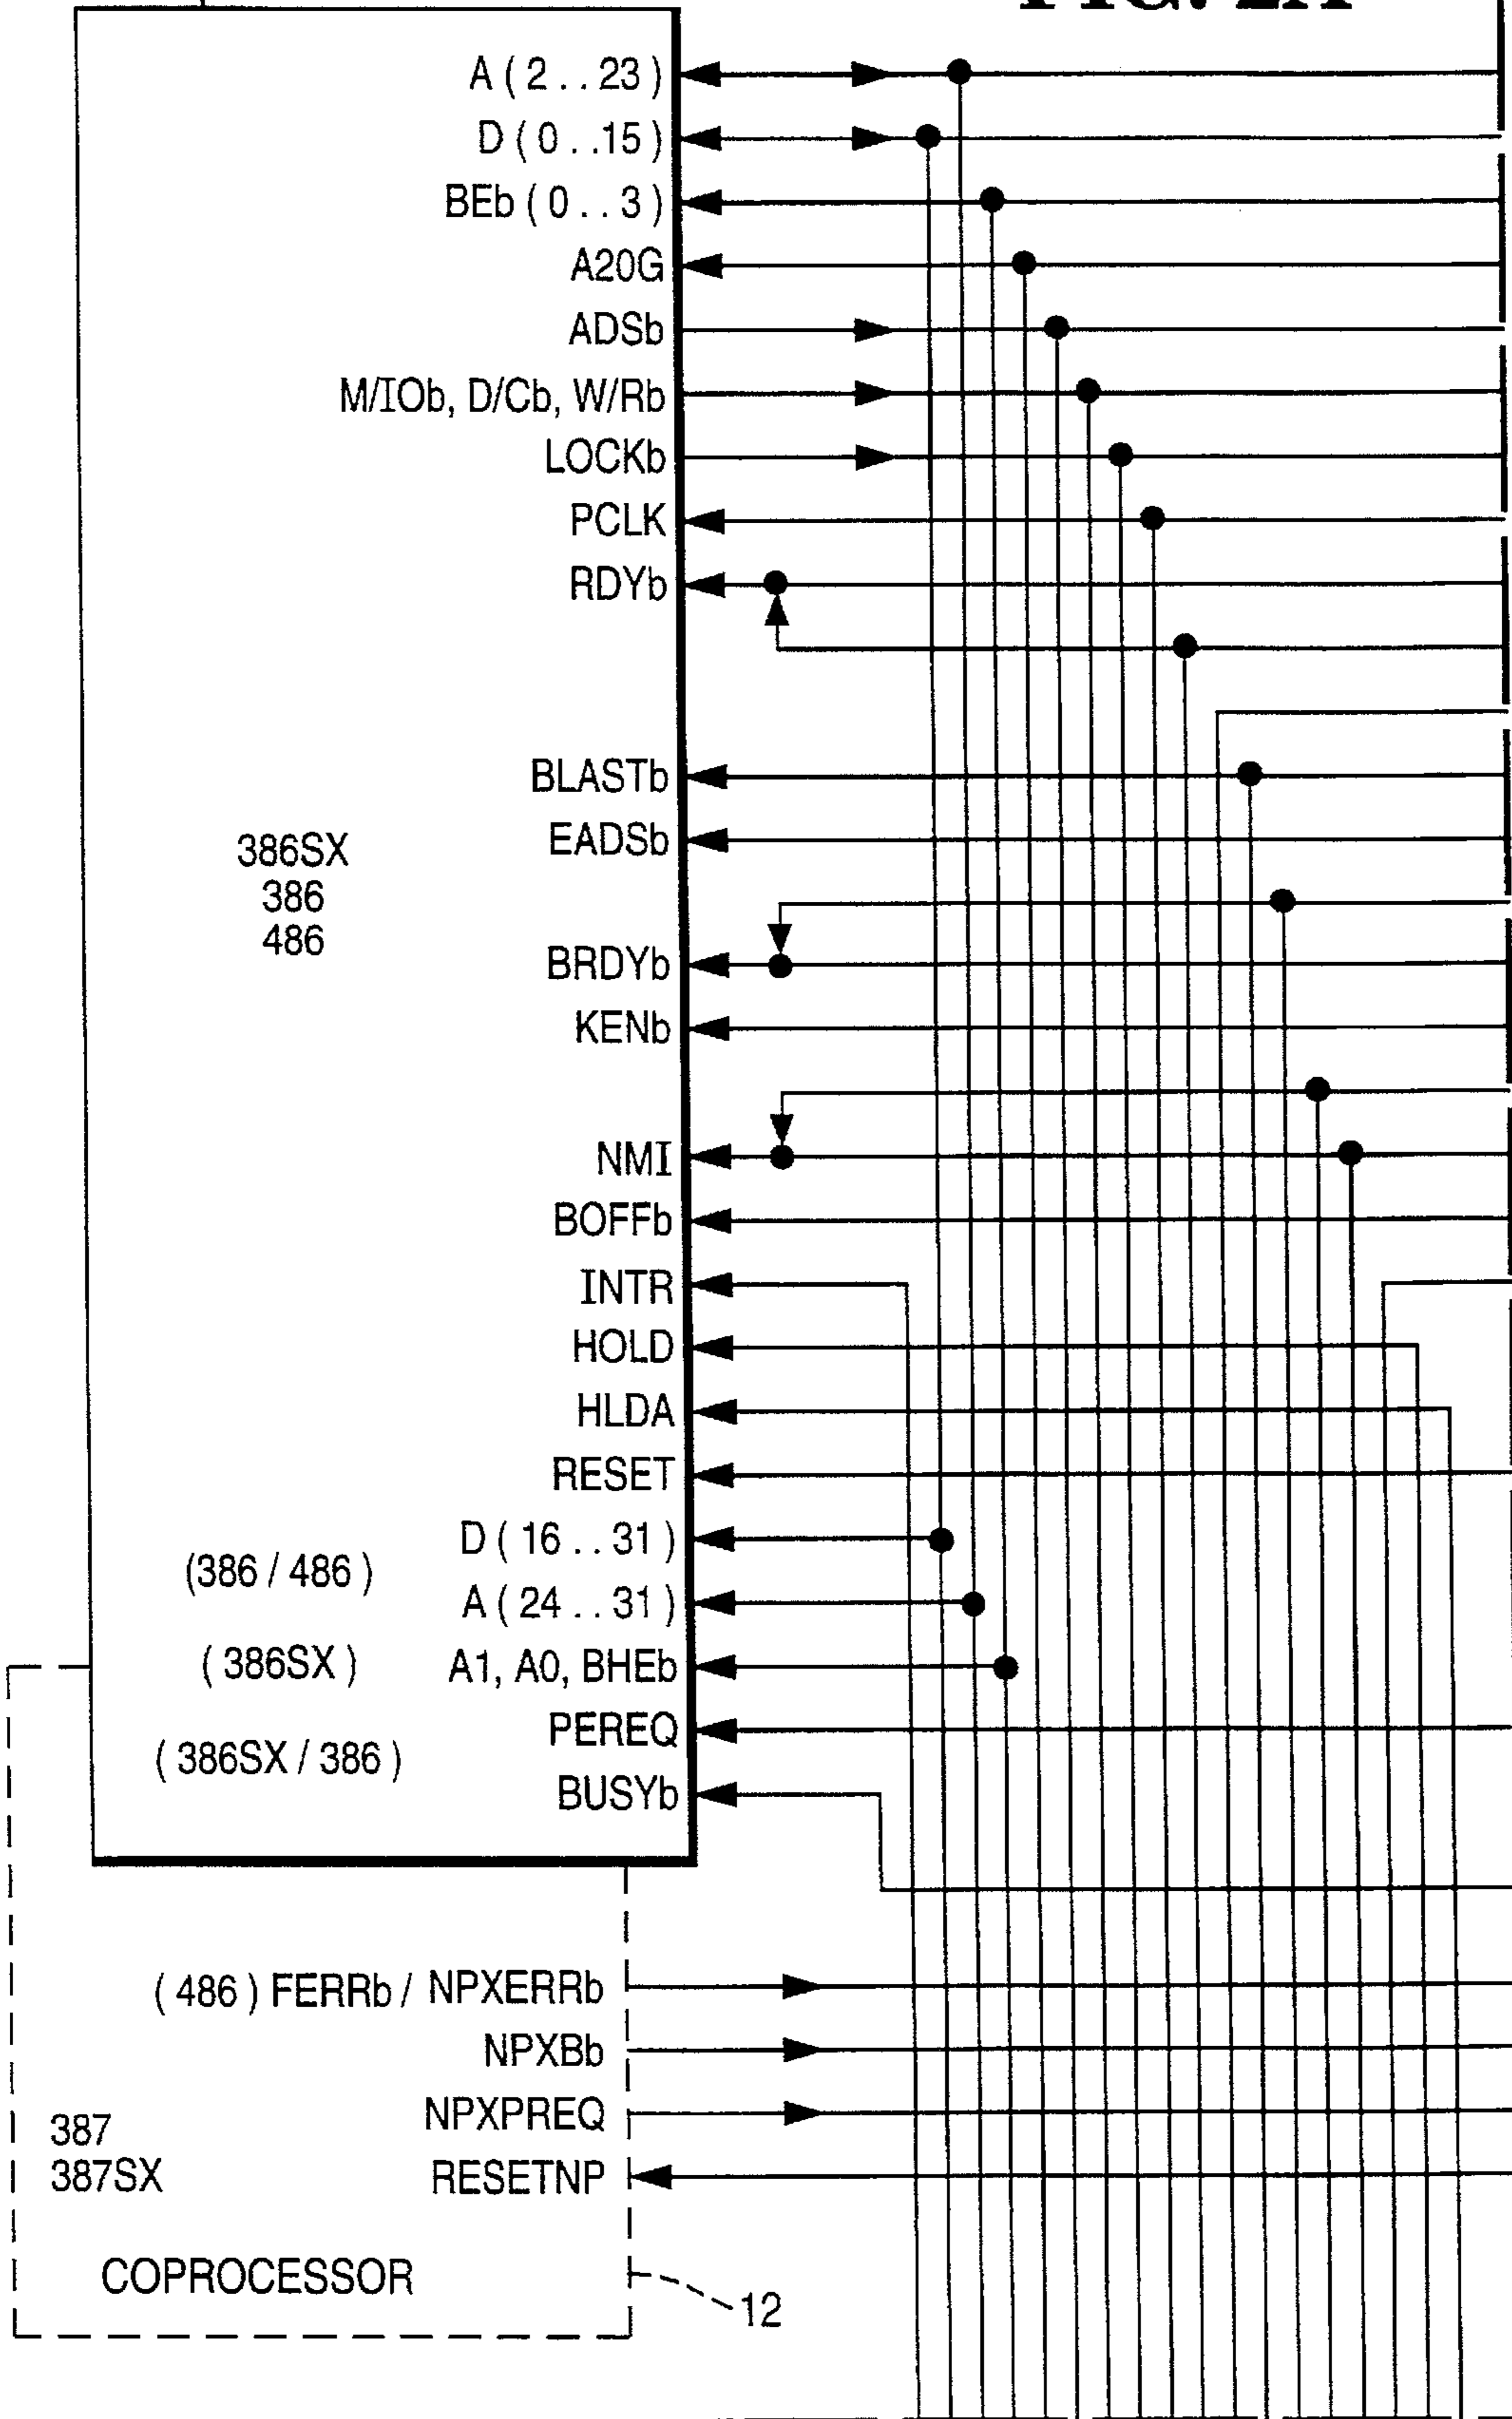 A ( 2 . . 23 )
D ( 0 . . 15 )
BEb ( 0 . . 3 )
A20G
ADSb
M/IOb, D/Cb, W/Rb
LOCKb
PCLK
RDYb
BLASTb
EADSb
386SX
386
486
BRDYb
KENb
NMI
BOFFb
INTR
HOLD
HLDA
RESET
D ( 16 . . 31 )
(386 / 486 )
A ( 24 . . 31 )
( 386SX ) A1, A0, BHEb
PEREQ
( 386SX / 386 )
BUSYb
( 486 ) FERRb / NPXERRb
NPXBb
NPXPREQ
387
387SX
RESETNP
COPROCESSOR
12